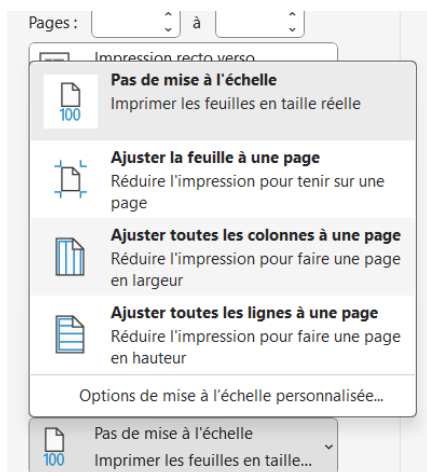 Pages : à
Impression recto verso
Pas de mise à l'échelle
Imprimer les feuilles en taille réelle
100
Ajuster la feuille à une page
Réduire l'impression pour tenir sur une
page
Ajuster toutes les colonnes à une page
Réduire l'impression pour faire une page
en largeur
Ajuster toutes les lignes à une page
Réduire l'impression pour faire une page
en hauteur
Options de mise à l'échelle personnalisée...
Pas de mise à l'échelle
100 Imprimer les feuilles en taille...